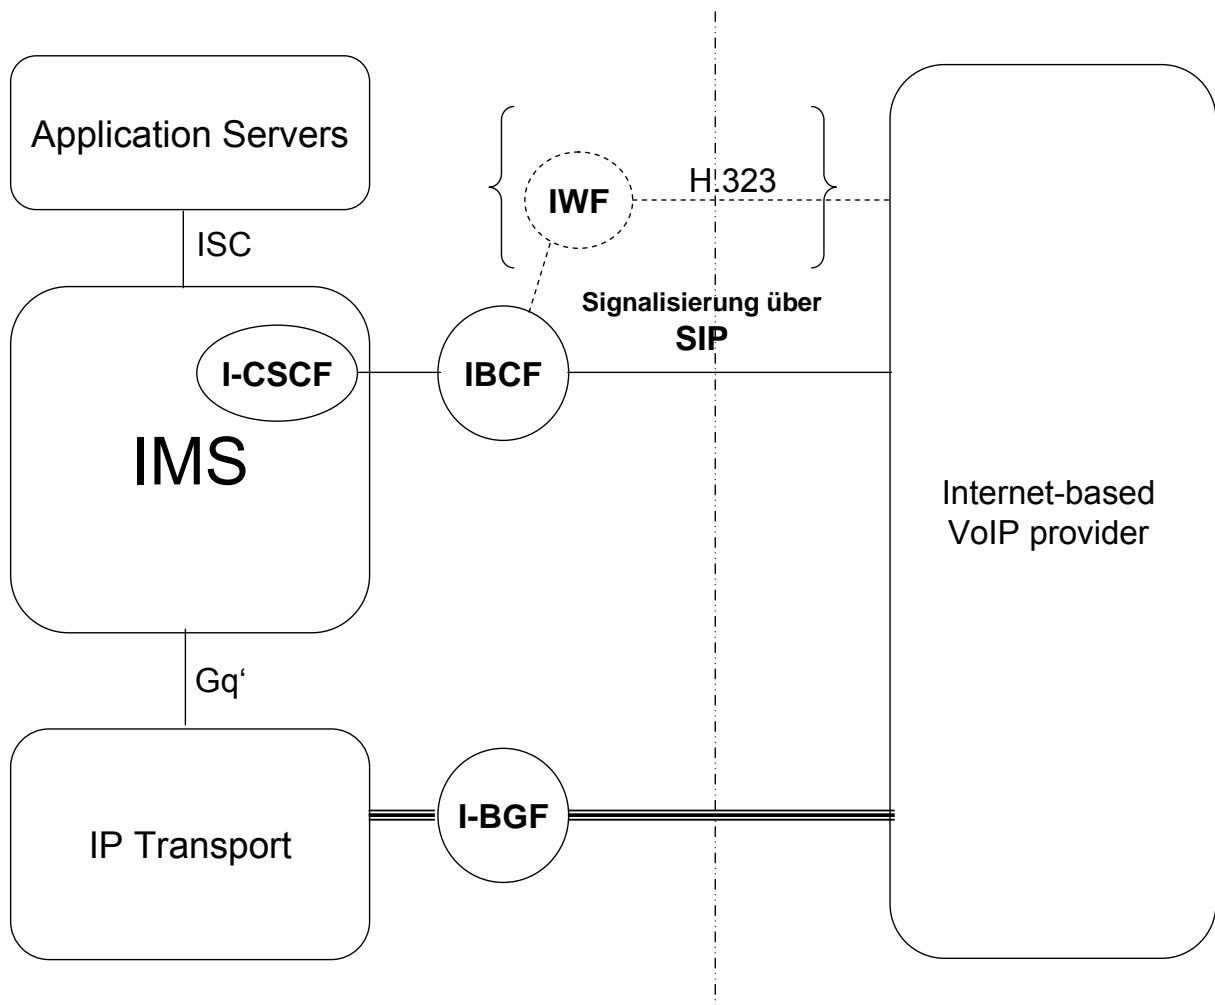 Application Servers
IWF
H.323
ISC
Signalisierung über
SIP
I-CSCF
IBCF
IMS
Internet-based
VoIP provider
Gq‘
I-BGF
IP Transport